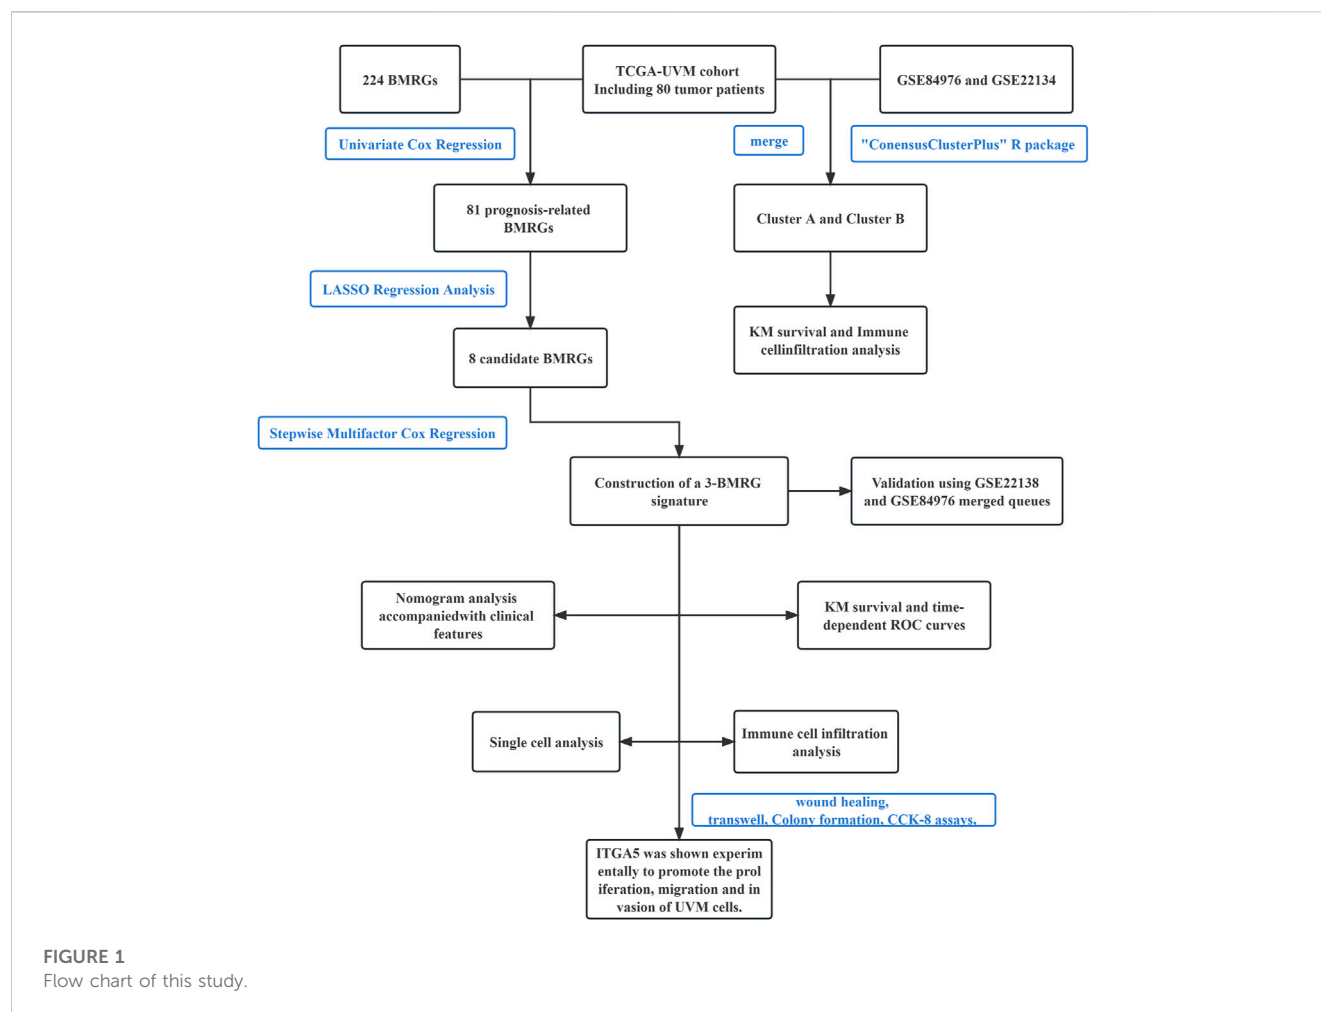 224 BMRGs
TCGA-UVM cohort
Including 80 tumor patients
GSE84976 and GSE22134
Univariate Cox Regression
merge
"ConensusClusterPlus" R package
81 prognosis-related
BMRGs
Cluster A and Cluster B
LASSO Regression Analysis
KM survival and Immune
cellinfiltration analysis
8 candidate BMRGs
Stepwise Multifactor Cox Regression
Construction of a 3-BMRG
signature
Validation using GSE22138
and GSE84976 merged queues
Nomogram analysis
accompaniedwith clinical
features
KM survival and time-
dependent ROC curves
Single cell analysis
Immune cell infiltration
analysis
wound healing,
transwell, Colony formation, CCK-8 assays,
ITGA5 was shown experim
entally to promote the prol
iferation, migration and in
vasion of UVM cells.
FIGURE 1
Flow chart of this study.